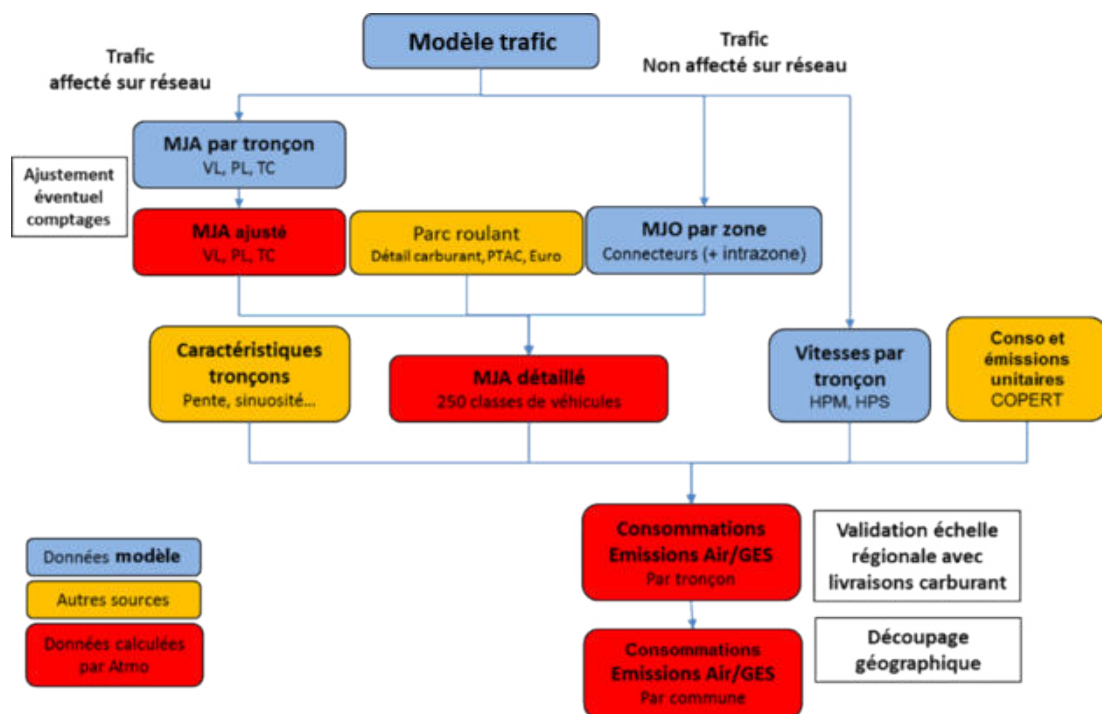 Modèle trafic
Trafic
affecté sur réseau
Trafic
Non affecté sur réseau
MJA par tronçon
VL, PL, TC
Ajustement
éventuel
comptages
MJA ajusté
VL, PL, TC
Parc roulant
Détail carburant, PTAC, Euro
MJO par zone
Connecteurs (+ intrazone)
Caractéristiques
tronçons
Pente, sinuosité...
MJA détaillé
250 classes de véhicules
Vitesses par
tronçon
HPM, HPS
Conso et
émissions
unitaires
COPERT
Consommations
Emissions Air/GES
Par tronçon
Validation échelle
régionale avec
livraisons carburant
Données modèle
Autres sources
Données calculées
par Atmo
Consommations
Emissions Air/GES
Par commune
Découpage
géographique